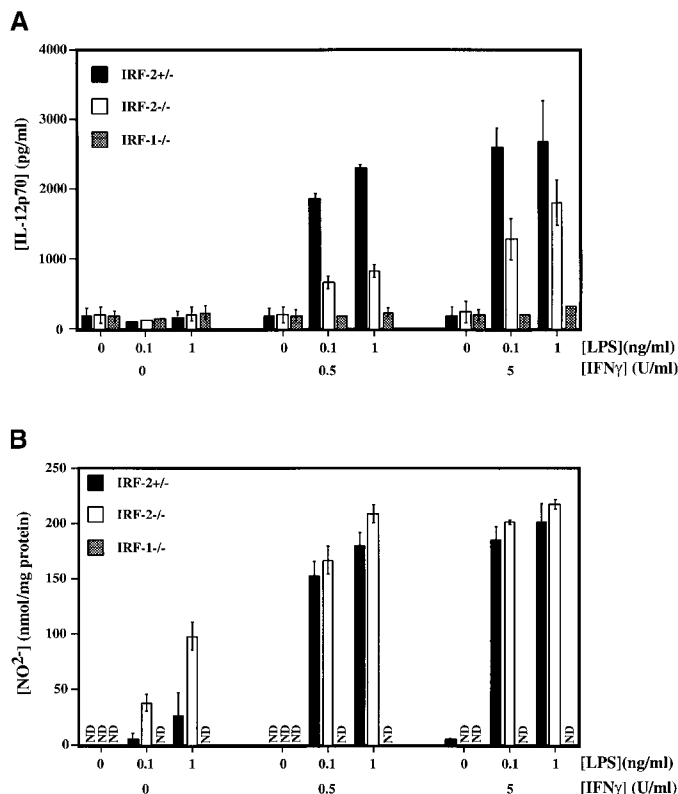 A
4000
3000
2000
1000
0
[IL-12p70] (pg/ml)
IRF-2+/-
IRF-2-/-
IRF-1-/-
0 0.1 1 0 0.1 1 0 0.1 1 [LPS](ng/ml)
0 0.5 5 [IFNγ] (U/ml)
B
250
200
150
100
50
0
[NO2-] (nmol/mg protein)
IRF-2+/-
IRF-2-/-
IRF-1-/-
ND ND ND ND ND ND ND ND ND ND ND ND ND ND
0 0.1 1 0 0.1 1 0 0.1 1 [LPS](ng/ml)
0 0.5 5 [IFNγ] (U/ml)